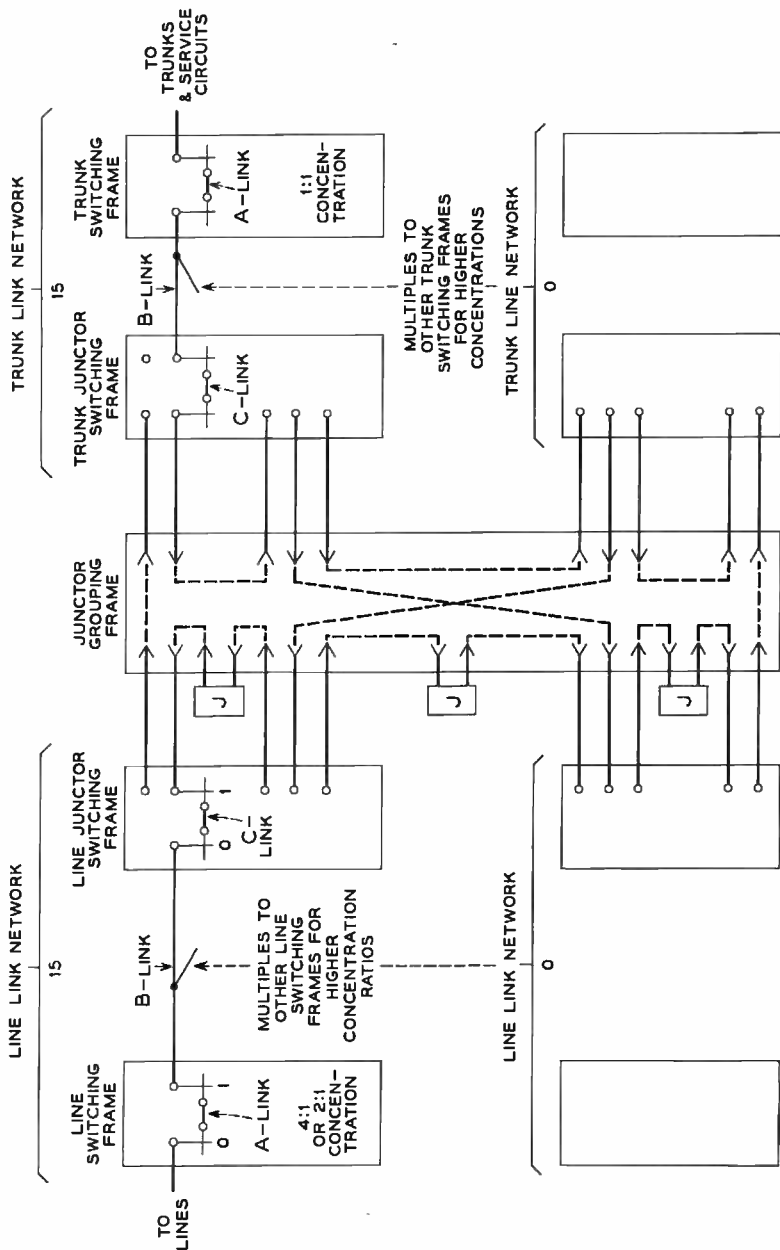 LINE LINK NETWORK
15
LINE
SWITCHING
FRAME
TO
LINES
0
1
A-LINK
4:1
OR 2:1
CONCEN-
TRATION
B-LINK
MULTIPLES TO
OTHER LINE
SWITCHING
FRAMES FOR
HIGHER
CONCENTRATION
RATIOS
LINE JUNCTOR
SWITCHING
FRAME
0
1
C-
LINK
JUNCTOR
GROUPING
FRAME
J
J
J
TRUNK LINK NETWORK
15
TRUNK JUNCTOR
SWITCHING
FRAME
C-LINK
B-LINK
MULTIPLES TO
OTHER TRUNK
SWITCHING FRAMES
FOR HIGHER
CONCENTRATIONS
TRUNK
SWITCHING
FRAME
A-LINK
1:1
CONCEN-
TRATION
TO
TRUNKS
& SERVICE
CIRCUITS
LINE LINK NETWORK
0
TRUNK LINE NETWORK
0